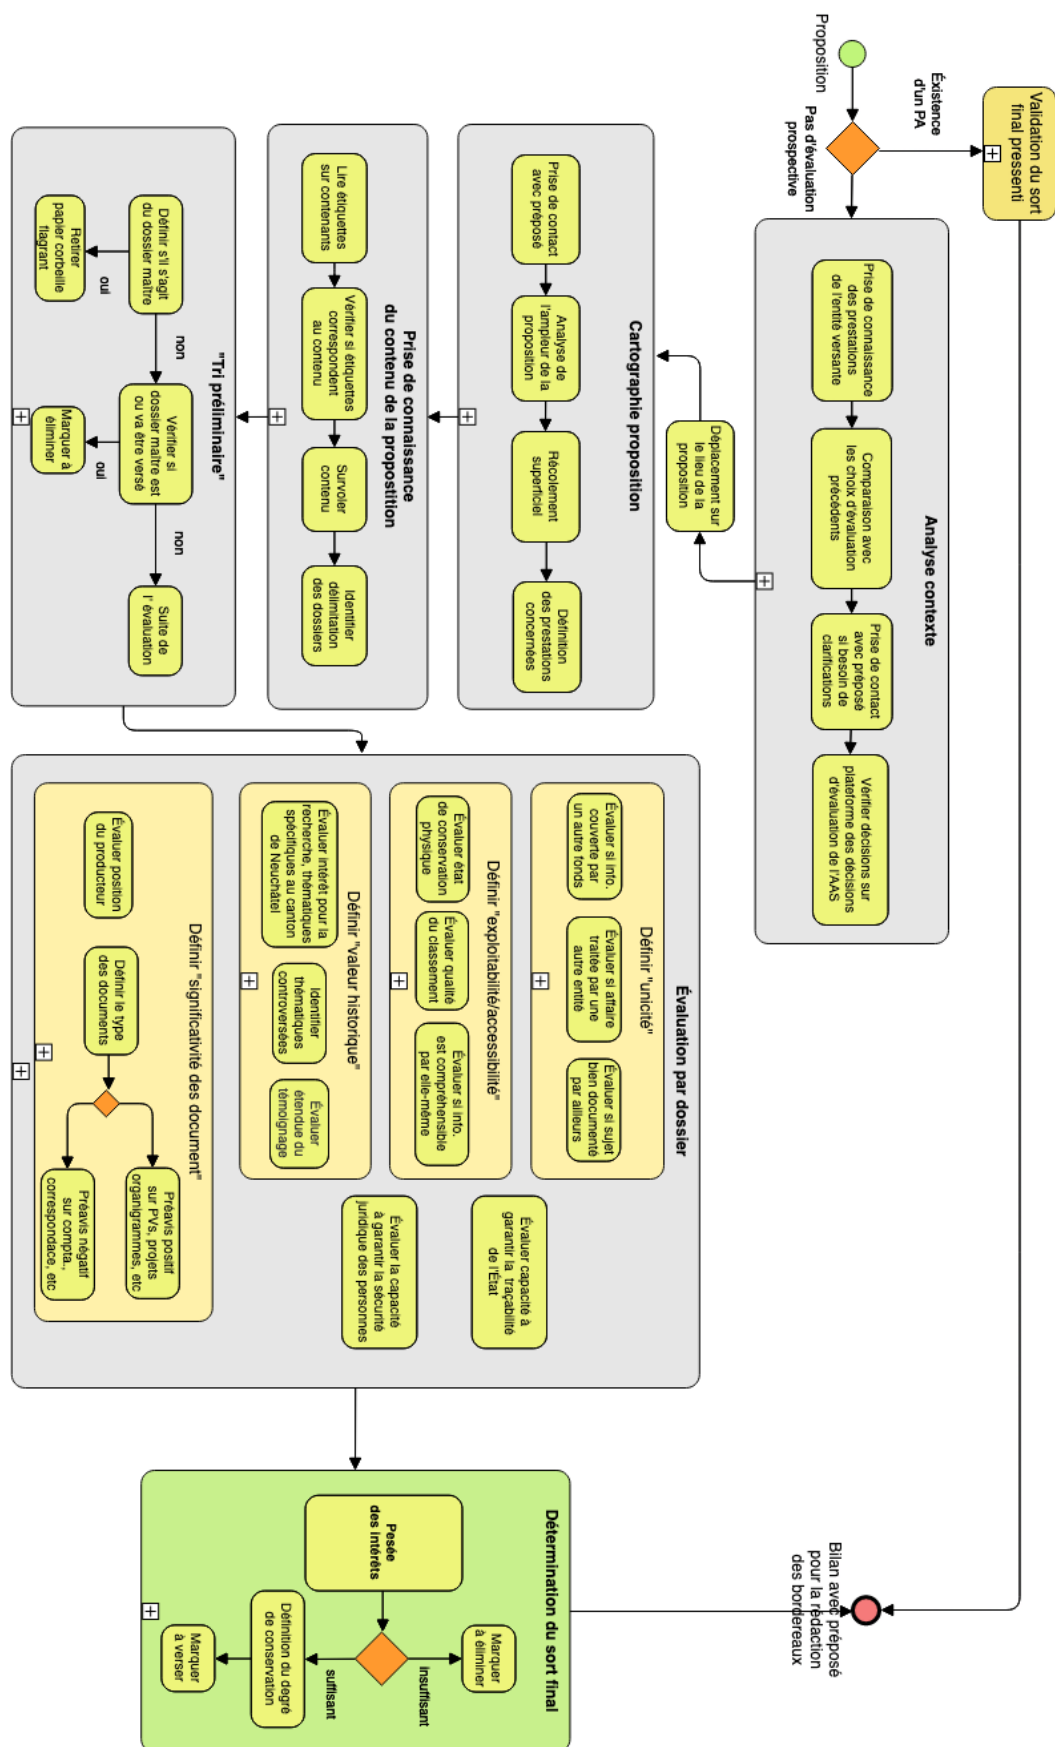 Validation du sort
final pressenti
Éxistence
d'un PA
Proposition
Pas d'évaluation
prospective
Analyse contexte
Prise de connaissance
des prestations
de l'entité versante
Comparaison avec
les choix d'évaluation
précédents
Prise de contact
avec préposé
si besoin de
clarifications
Vérifier décisions sur
plateforme des décisions
d'évaluation de l'AAS
Déplacement sur
le lieu de la
proposition
Cartographie proposition
Prise de contact
avec préposé
Analyse de
l'ampleur de la
proposition
Récolement
superficiel
Définition
des prestations
concernées
Prise de connaissance
du contenu de la propostition
Lire étiquettes
sur contenants
Vérifier si étiquettes
correspondent
au contenu
Survoler
contenu
Identifier
délimitation
des dossiers
"Tri préliminaire"
Définir s'il s'agit
du dossier maître
oui
Retirer
papier corbeille
flagrant
non
Vérifier si
dossier maître est
ou va être versé
oui
Marquer à
éliminer
non
Suite de
l' évaluation
Évaluation par dossier
Définir "unicité"
Évaluer si info.
couverte par
un autre fonds
Évaluer si affaire
traitée par une
autre entité
Évaluer si sujet
bien documenté
par ailleurs
Définir "exploitabilité/accessibilité"
Évaluer état
de conservation
physique
Évaluer qualité
du classement
Évaluer si info.
est compréhensible
par elle-même
Définir "valeur historique"
Évaluer intérêt pour la
recherche, thématiques
spécifiques au canton
de Neuchâtel
Identifier
thématiques
controversées
Évaluer
étendue du
témoignage
Définir "significativité des document"
Évaluer position
du producteur
Définir le type
des documents
Préavis positif
sur PVs, projets
organigrammes, etc
Préavis négatif
sur compta.,
correspondace, etc
Évaluer capacité à
garantir la traçabilité
de l'État
Évaluer la capacité
à garantir la sécurité
juridique des personnes
Détermination du sort final
Pesée
des intérêts
insuffisant
Marquer
à éliminer
suffisant
Définition du degré
de conservation
Marquer
à verser
Bilan avec préposé
pour la rédaction
des bordereaux